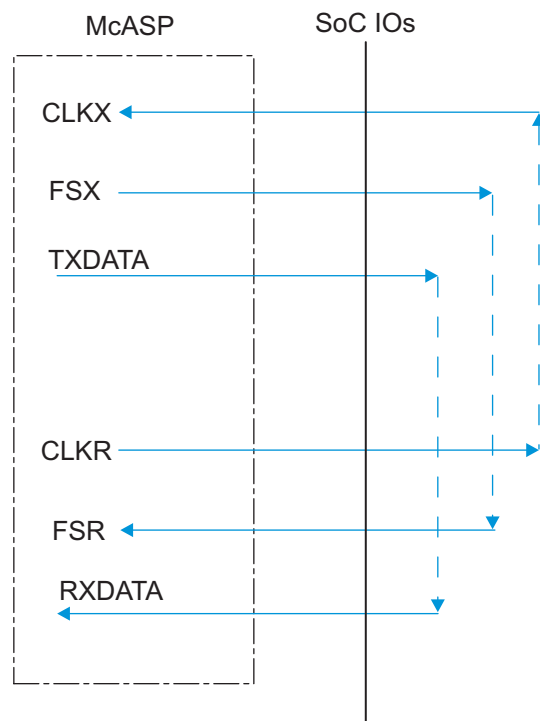 McASP
SoC IOs
CLKX
FSX
TXDATA
CLKR
FSR
RXDATA